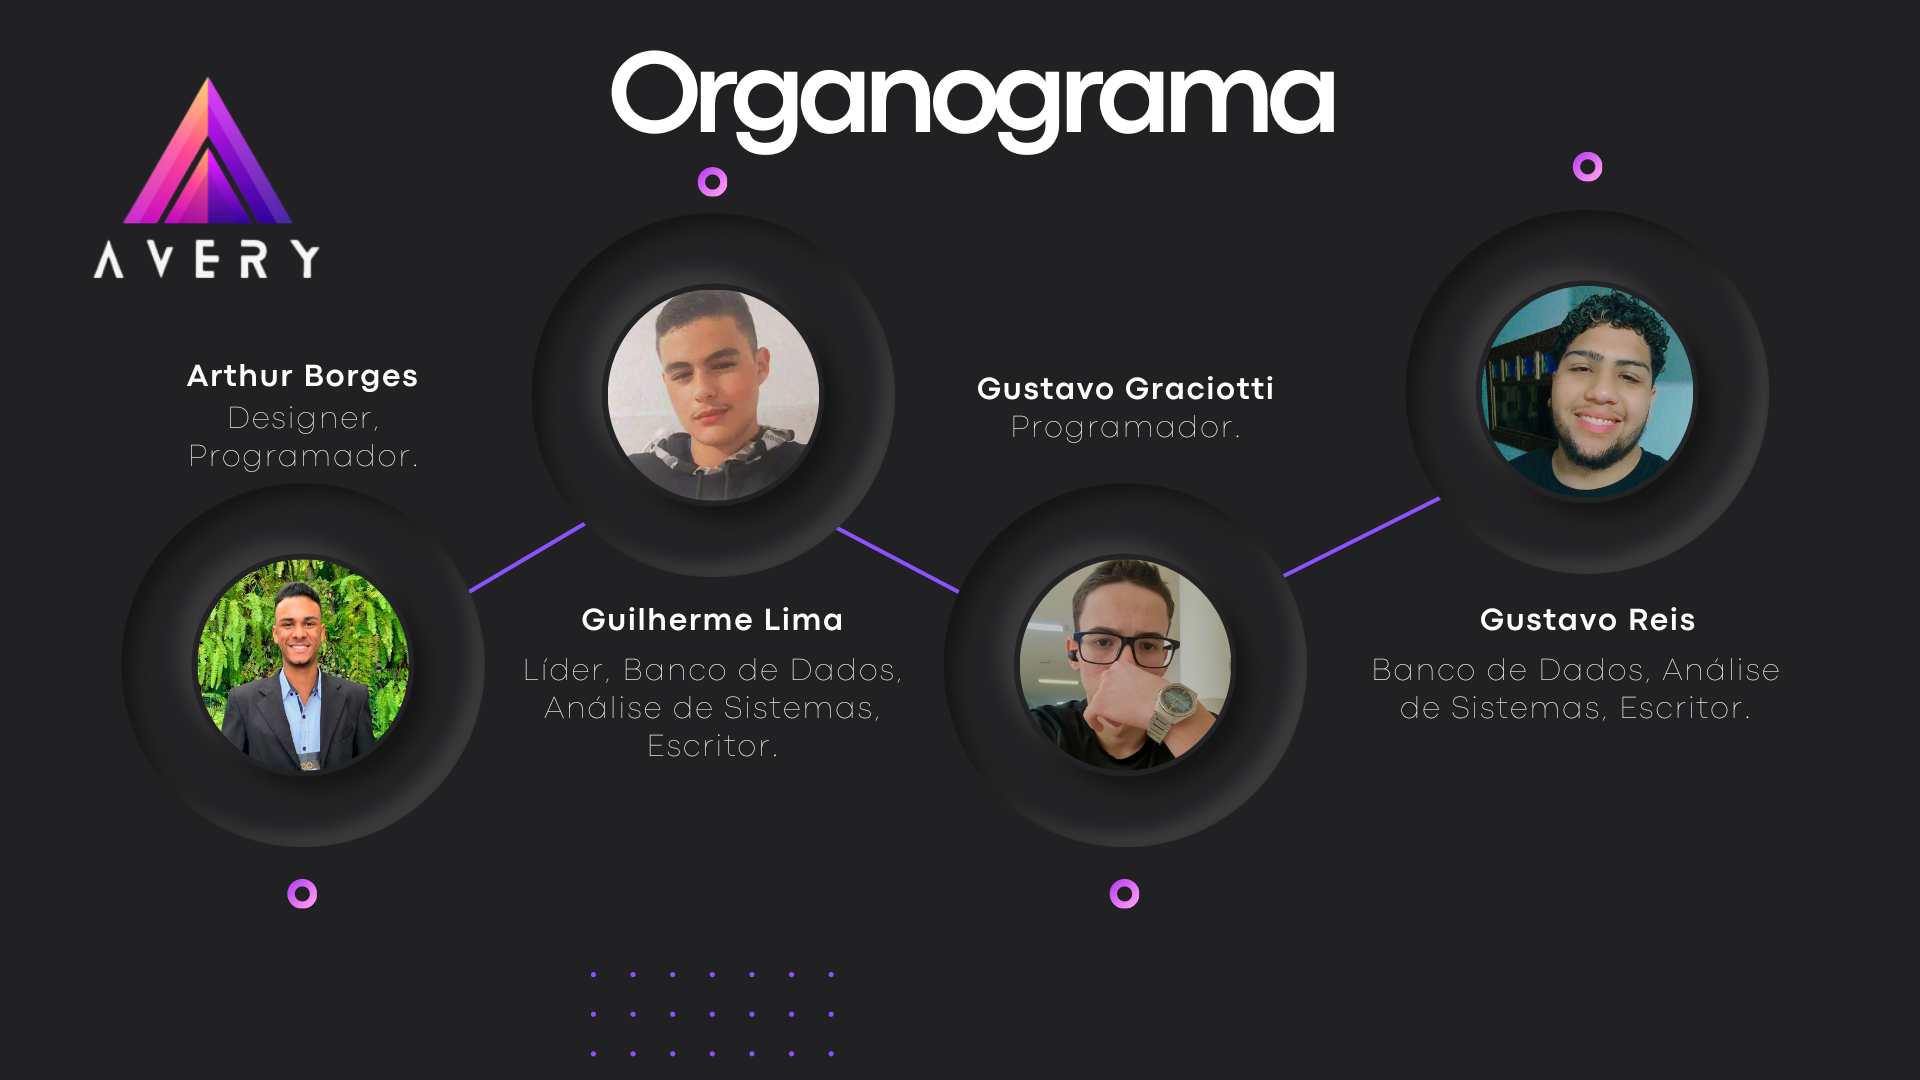 Organograma
AVERY
Arthur Borges
Designer,
Programador.
Guilherme Lima
Líder, Banco de Dados,
Análise de Sistemas,
Escritor.
Gustavo Graciotti
Programador.
Gustavo Reis
Banco de Dados, Análise
de Sistemas, Escritor.